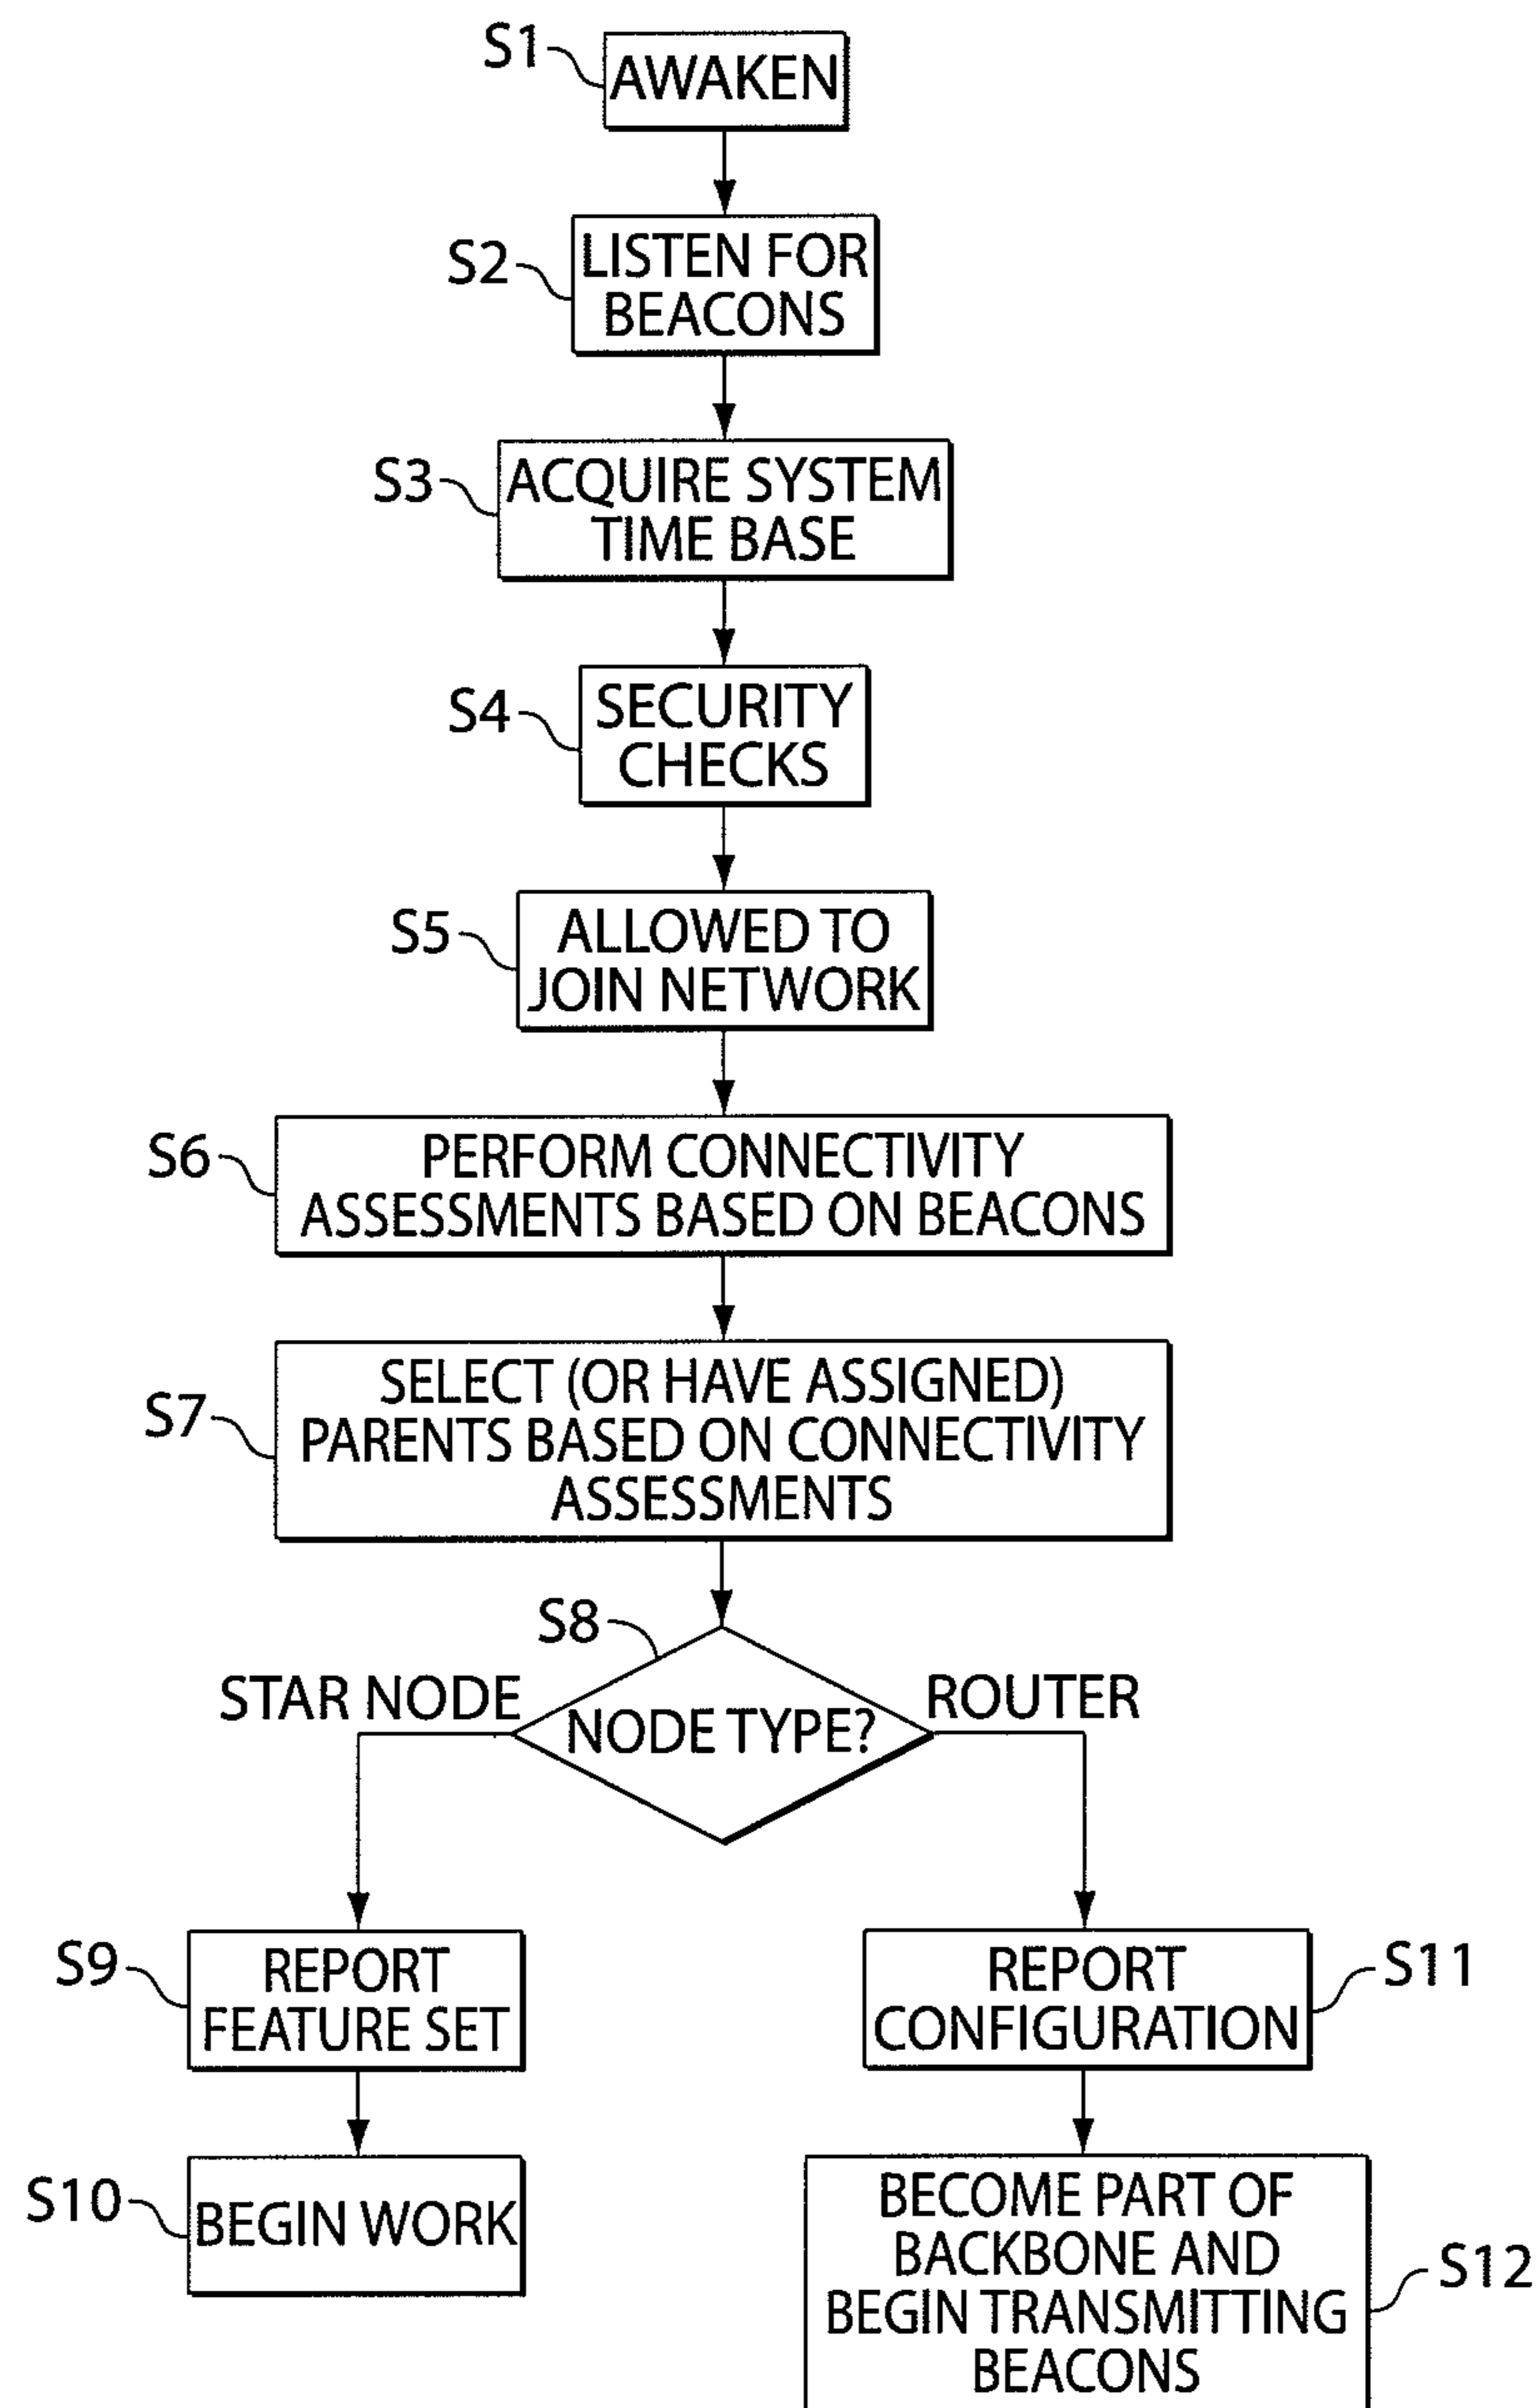 S1
AWAKEN
S2
LISTEN FOR
BEACONS
S3
ACQUIRE SYSTEM
TIME BASE
S4
SECURITY
CHECKS
S5
ALLOWED TO
JOIN NETWORK
S6
PERFORM CONNECTIVITY
ASSESSMENTS BASED ON BEACONS
S7
SELECT (OR HAVE ASSIGNED)
PARENTS BASED ON CONNECTIVITY
ASSESSMENTS
S8
NODE TYPE?
STAR NODE
ROUTER
S9
REPORT
FEATURE SET
S10
BEGIN WORK
S11
REPORT
CONFIGURATION
S12
BECOME PART OF
BACKBONE AND
BEGIN TRANSMITTING
BEACONS